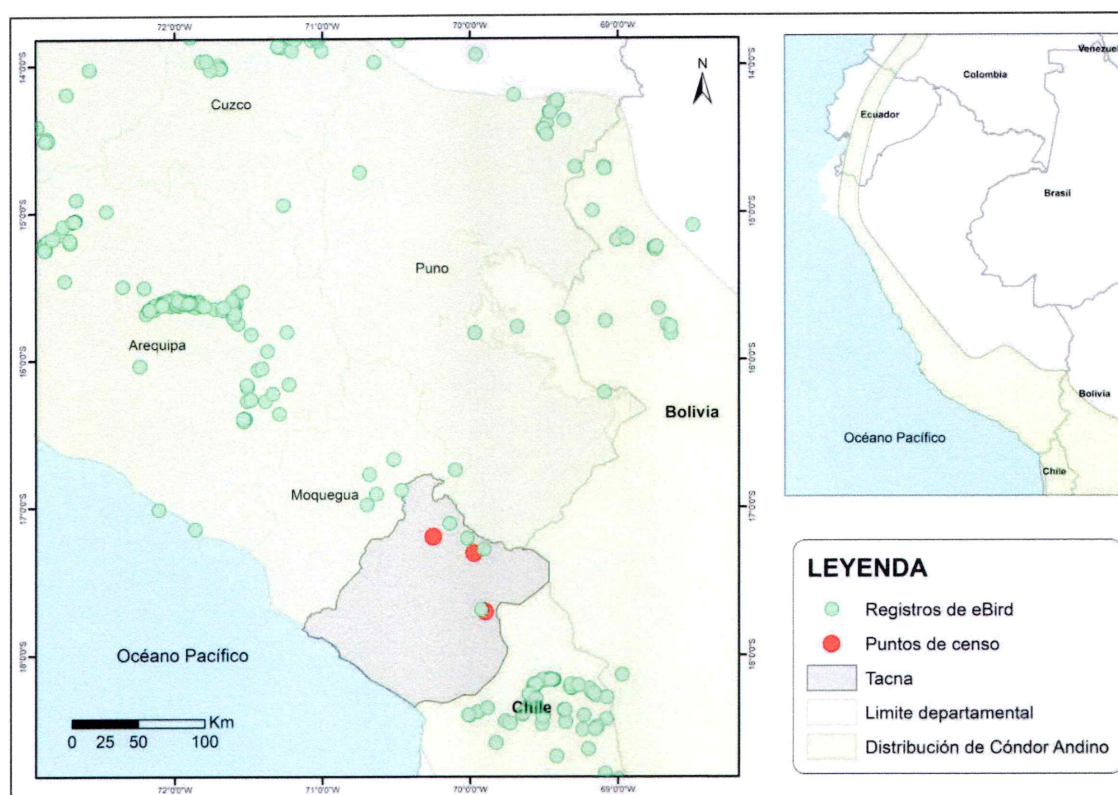 72°0'0"W
71°0'0"W
70°0'0"W
69°0'0"W
14°0'0"S
14°0'0"S
N
Cuzco
15°0'0"S
15°0'0"S
Puno
Arequipa
16°0'0"S
16°0'0"S
Bolivia
Moquegua
17°0'0"S
17°0'0"S
Océano Pacífico
18°0'0"S
18°0'0"S
Chile
Km
0 25 50 100
72°0'0"W
71°0'0"W
70°0'0"W
69°0'0"W
Venezuel
Colombia
Ecuador
Brasil
Bolivia
Océano Pacífico
Chile
LEYENDA
Registros de eBird
Puntos de censo
Tacna
Limite departamental
Distribución de Cóndor Andino